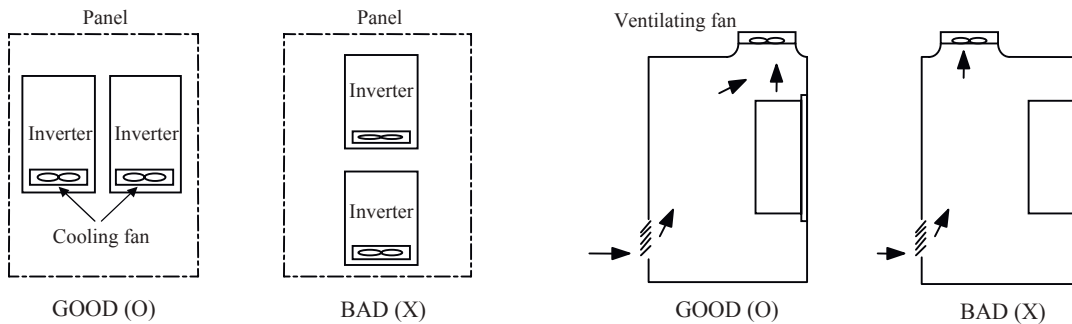 Panel
Inverter
Inverter
Cooling fan
GOOD (O)
Panel
Inverter
Inverter
BAD (X)
Ventilating fan
GOOD (O)
BAD (X)